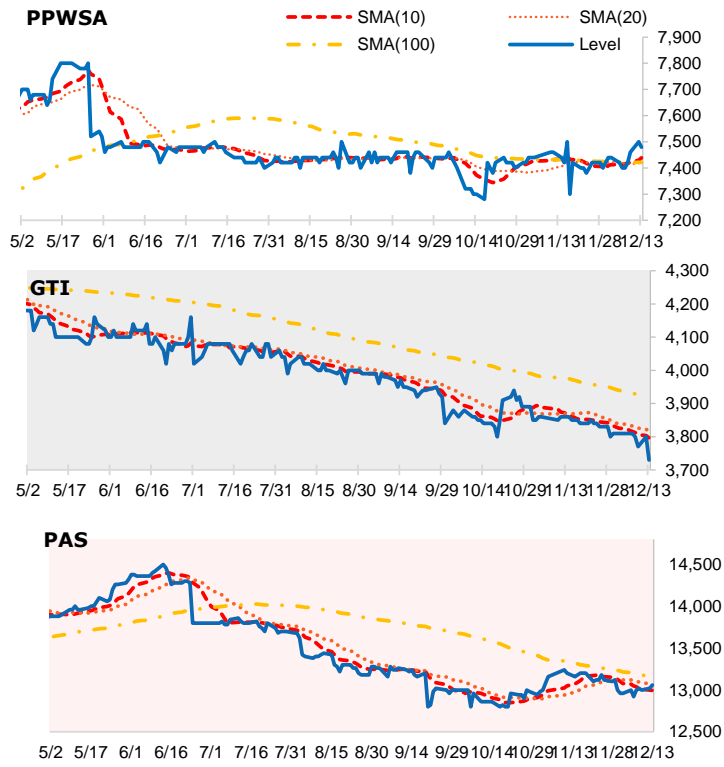 PPWSA
SMA(10) SMA(20)
SMA(100) Level
7,900
7,800
7,700
7,600
7,500
7,400
7,300
7,200
5/2 5/17 6/1 6/16 7/1 7/16 7/31 8/15 8/30 9/14 9/29 10/14 10/29 11/13 11/28 12/13
GTI
4,300
4,200
4,100
4,000
3,900
3,800
3,700
5/2 5/17 6/1 6/16 7/1 7/16 7/31 8/15 8/30 9/14 9/29 10/14 10/29 11/13 11/28 12/13
PAS
14,500
14,000
13,500
13,000
12,500
5/2 5/17 6/1 6/16 7/1 7/16 7/31 8/15 8/30 9/14 9/29 10/14 10/29 11/13 11/28 12/13